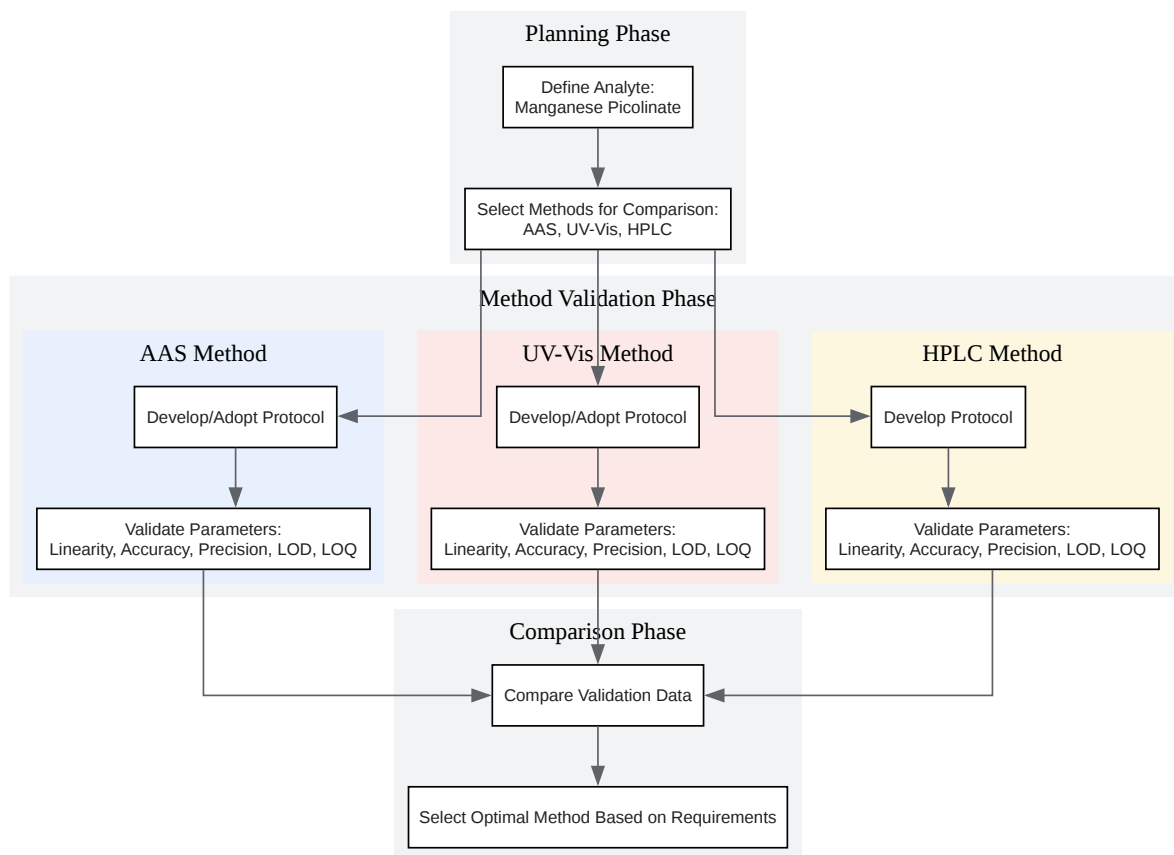 Planning Phase
Define Analyte:
Manganese Picolinate
Select Methods for Comparison:
AAS, UV-Vis, HPLC
Method Validation Phase
AAS Method
UV-Vis Method
HPLC Method
Develop/Adopt Protocol
Develop/Adopt Protocol
Develop Protocol
Validate Parameters:
Linearity, Accuracy, Precision, LOD, LOQ
Validate Parameters:
Linearity, Accuracy, Precision, LOD, LOQ
Validate Parameters:
Linearity, Accuracy, Precision, LOD, LOQ
Comparison Phase
Compare Validation Data
Select Optimal Method Based on Requirements